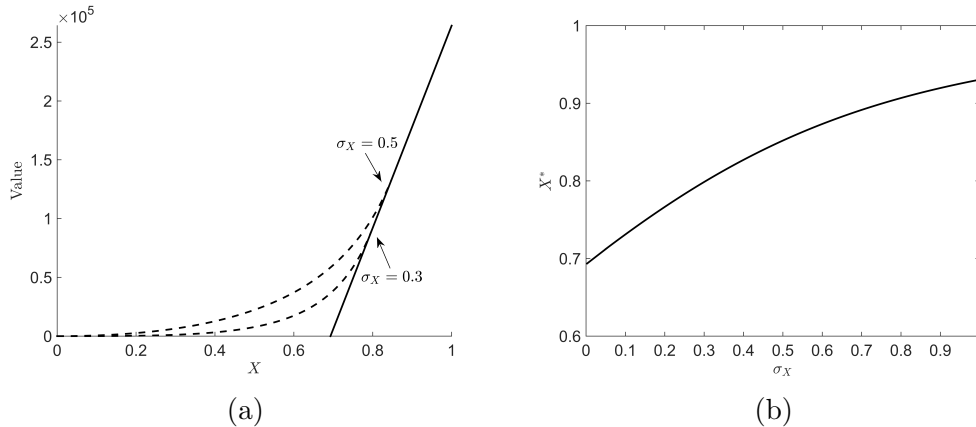 ×10⁵
2.5
2
1.5
1
0.5
0
Value
σ_X = 0.5
σ_X = 0.3
0 0.2 0.4 0.6 0.8 1
X
(a)
1
0.9
0.8
0.7
0.6
X*
0 0.1 0.2 0.3 0.4 0.5 0.6 0.7 0.8 0.9
σ_X
(b)